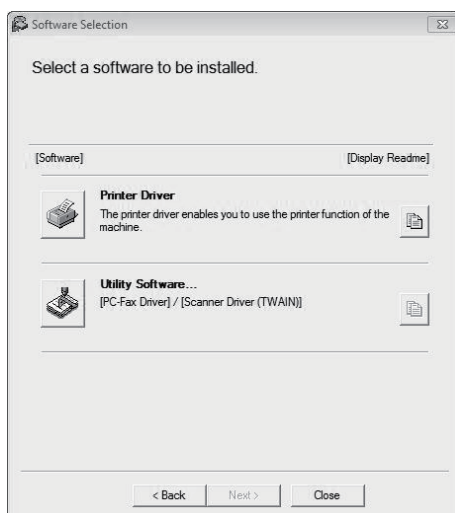 Software Selection
Select a software to be installed.
[Software] [Display Readme]
Printer Driver
The printer driver enables you to use the printer function of the
machine.
Utility Software...
[PC-Fax Driver] / [Scanner Driver (TWAIN)]
< Back Next > Close